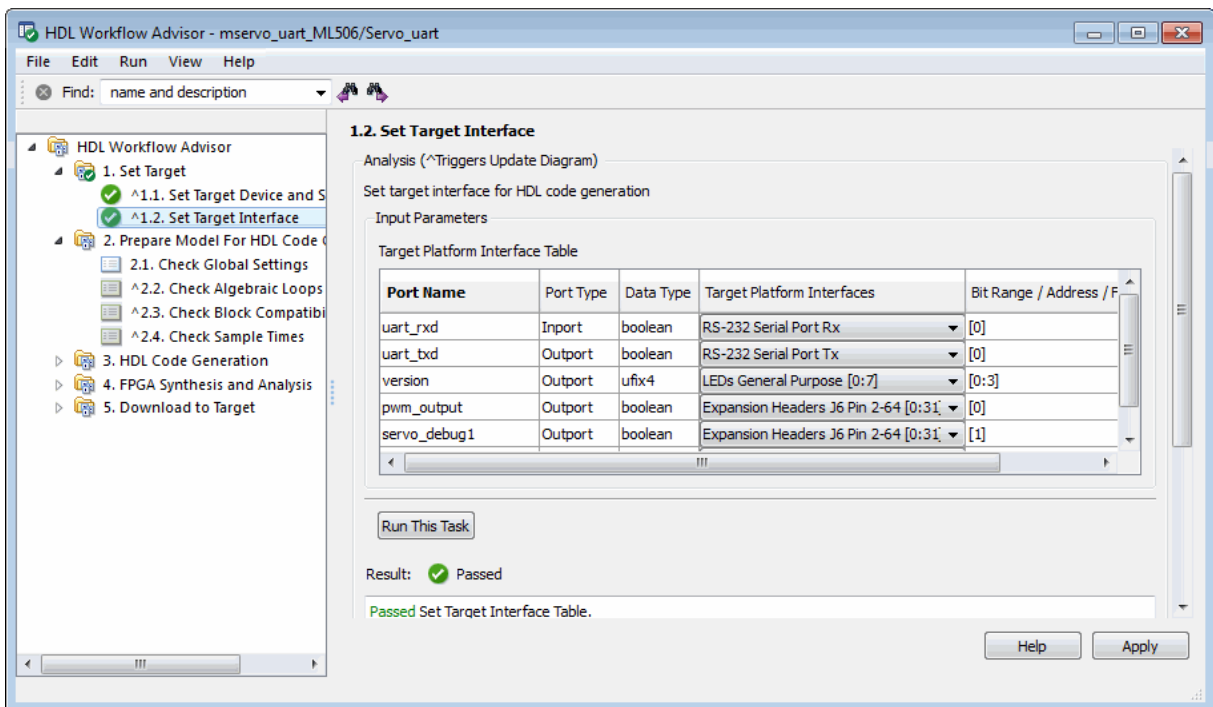 HDL Workflow Advisor - mservo_uart_ML506/Servo_uart
File Edit Run View Help
Find: name and description
HDL Workflow Advisor
1. Set Target
^1.1. Set Target Device and S
^1.2. Set Target Interface
2. Prepare Model For HDL Code
2.1. Check Global Settings
^2.2. Check Algebraic Loops
^2.3. Check Block Compatibi
^2.4. Check Sample Times
3. HDL Code Generation
4. FPGA Synthesis and Analysis
5. Download to Target
1.2. Set Target Interface
Analysis (^Triggers Update Diagram)
Set target interface for HDL code generation
Input Parameters
Target Platform Interface Table
Port Name Port Type Data Type Target Platform Interfaces Bit Range / Address / F
uart_rxd Inport boolean RS-232 Serial Port Rx [0]
uart_txd Outport boolean RS-232 Serial Port Tx [0]
version Outport ufix4 LEDs General Purpose [0:7] [0:3]
pwm_output Outport boolean Expansion Headers J6 Pin 2-64 [0:31] [0]
servo_debug1 Outport boolean Expansion Headers J6 Pin 2-64 [0:31] [1]
Run This Task
Result: Passed
Passed Set Target Interface Table.
Help Apply